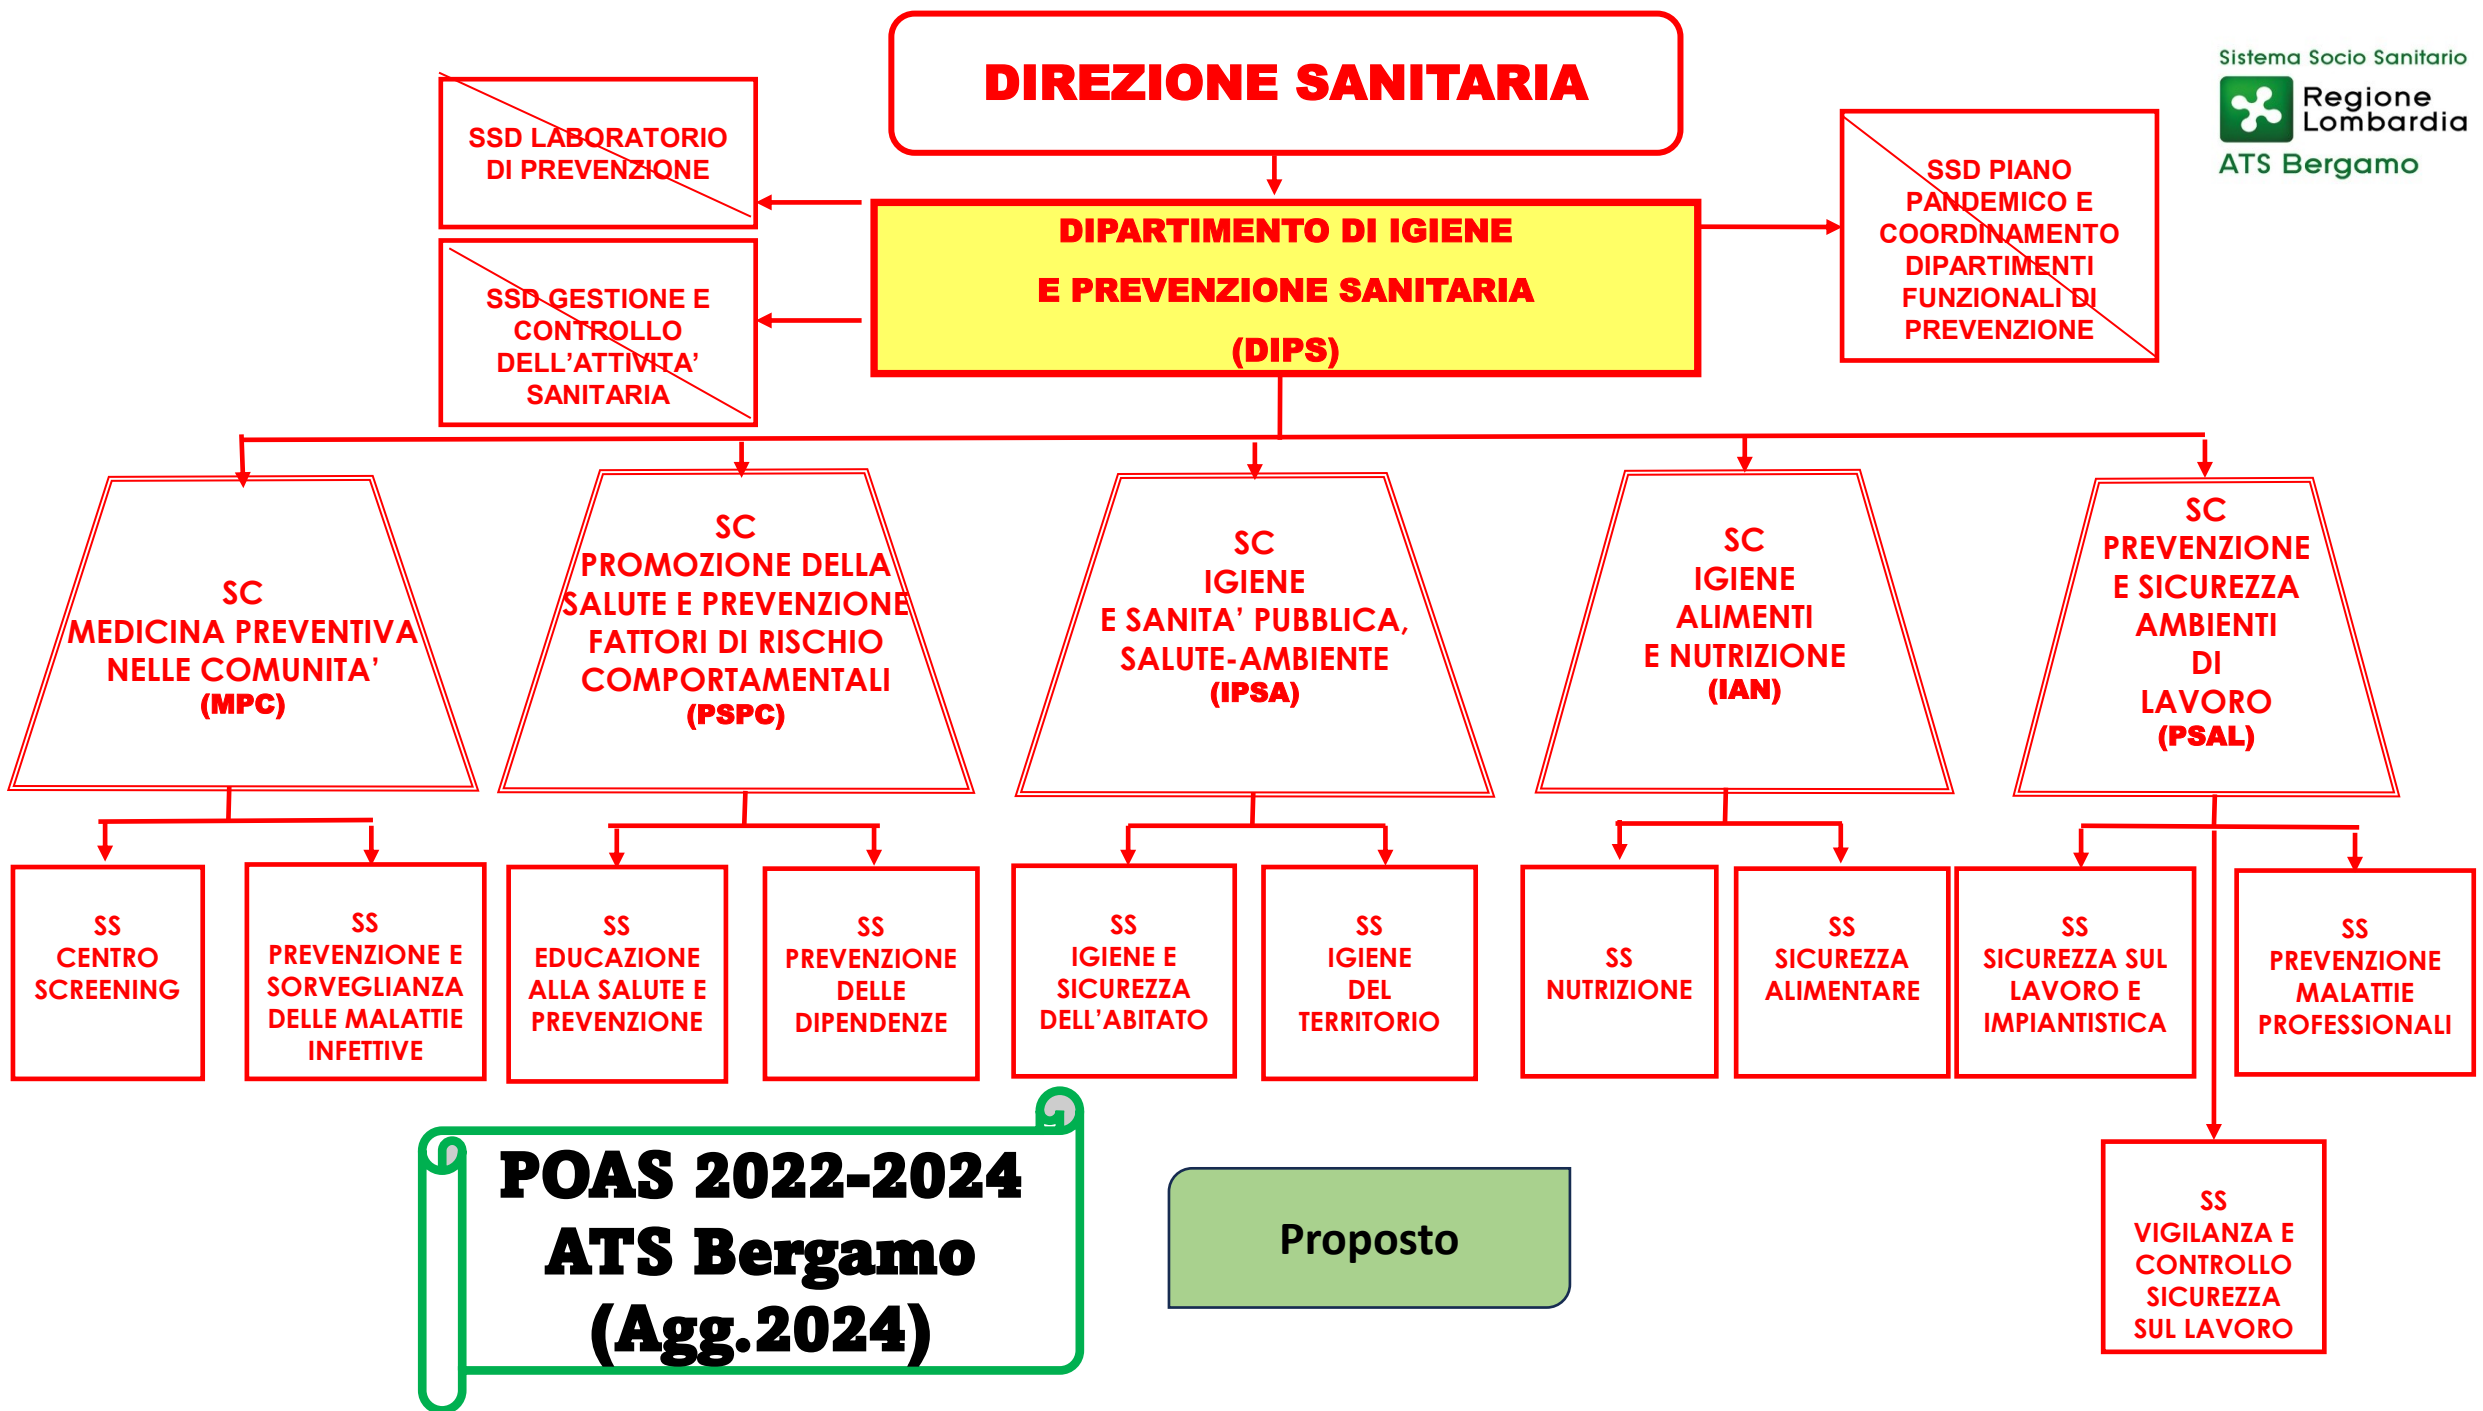 DIREZIONE SANITARIA
Sistema Socio Sanitario
Regione
Lombardia
ATS Bergamo
SSD LABORATORIO
DI PREVENZIONE
SSD GESTIONE E
CONTROLLO
DELL’ATTIVITA’
SANITARIA
DIPARTIMENTO DI IGIENE
E PREVENZIONE SANITARIA
(DIPS)
SSD PIANO
PANDEMICO E
COORDINAMENTO
DIPARTIMENTI
FUNZIONALI DI
PREVENZIONE
SC
MEDICINA PREVENTIVA
NELLE COMUNITA’
(MPC)
SC
PROMOZIONE DELLA
SALUTE E PREVENZIONE
FATTORI DI RISCHIO
COMPORTAMENTALI
(PSPC)
SC
IGIENE
E SANITA’ PUBBLICA,
SALUTE-AMBIENTE
(IPSA)
SC
IGIENE
ALIMENTI
E NUTRIZIONE
(IAN)
SC
PREVENZIONE
E SICUREZZA
AMBIENTI
DI
LAVORO
(PSAL)
SS
CENTRO
SCREENING
SS
PREVENZIONE E
SORVEGLIANZA
DELLE MALATTIE
INFETTIVE
SS
EDUCAZIONE
ALLA SALUTE E
PREVENZIONE
SS
PREVENZIONE
DELLE
DIPENDENZE
SS
IGIENE E
SICUREZZA
DELL’ABITATO
SS
IGIENE
DEL
TERRITORIO
SS
NUTRIZIONE
SS
SICUREZZA
ALIMENTARE
SS
SICUREZZA SUL
LAVORO E
IMPIANTISTICA
SS
PREVENZIONE
MALATTIE
PROFESSIONALI
SS
VIGILANZA E
CONTROLLO
SICUREZZA
SUL LAVORO
POAS 2022-2024
ATS Bergamo
(Agg.2024)
Proposto